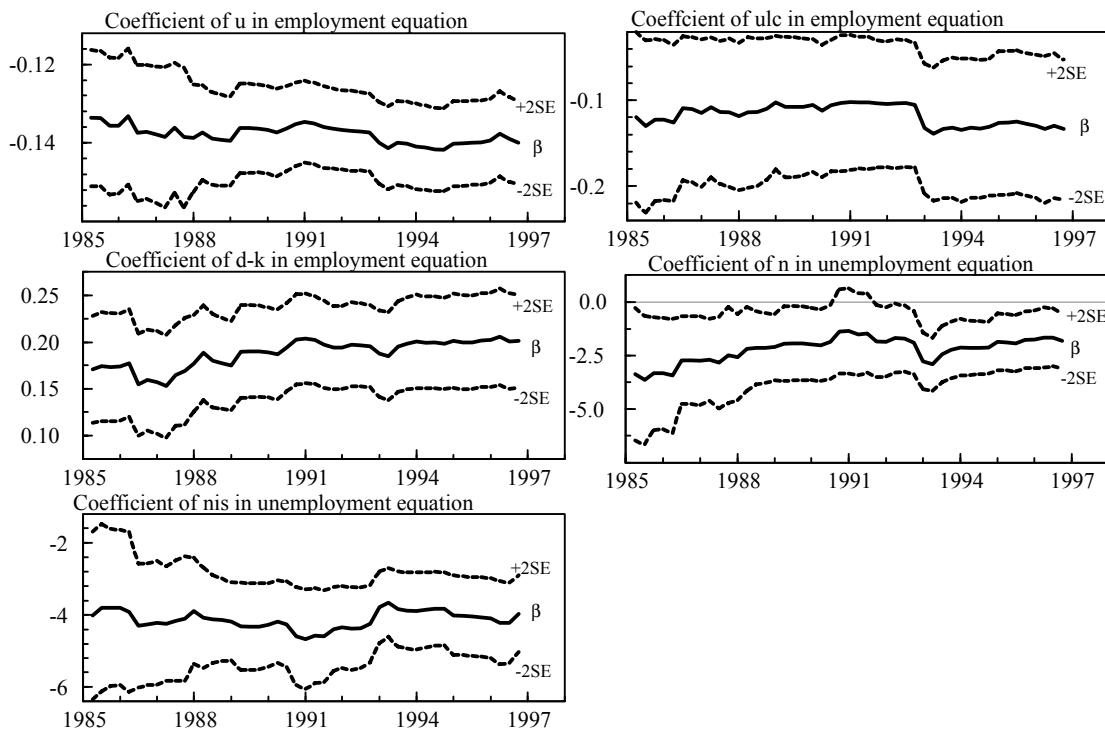 Coefficient of u in employment equation
-0.12
-0.14
+2SE
β
-2SE
1985 1988 1991 1994 1997
Coeffcient of ulc in employment equation
-0.1
-0.2
+2SE
β
-2SE
1985 1988 1991 1994 1997
Coefficient of d-k in employment equation
0.25
0.20
0.15
0.10
+2SE
β
-2SE
1985 1988 1991 1994 1997
Coefficient of n in unemployment equation
0.0
-2.5
-5.0
+2SE
β
-2SE
1985 1988 1991 1994 1997
Coefficient of nis in unemployment equation
-2
-4
-6
+2SE
β
-2SE
1985 1988 1991 1994 1997